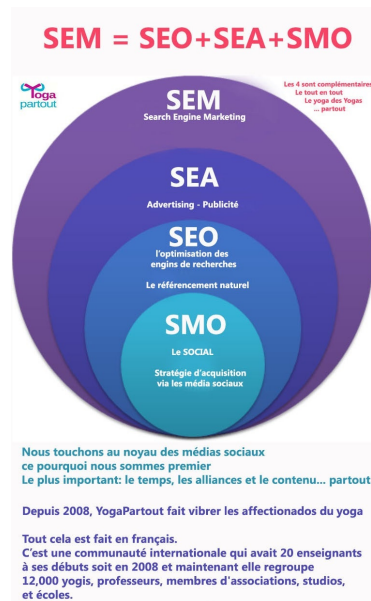 SEM = SEO+SEA+SMO
Yoga
partout
Les 4 sont complémentaires
Le tout en tout
Le yoga des Yogas
... partout
SEM
Search Engine Marketing
SEA
Advertising - Publicité
SEO
l'optimisation des
engins de recherches
Le référencement naturel
SMO
Le SOCIAL
Stratégie d'acquisition
via les média sociaux
Nous touchons au noyau des médias sociaux
ce pourquoi nous sommes premier
Le plus important: le temps, les alliances et le contenu... partout
Depuis 2008, YogaPartout fait vibrer les affectionados du yoga
Tout cela est fait en français.
C'est une communauté internationale qui avait 20 enseignants
à ses débuts soit en 2008 et maintenant elle regroupe
12,000 yogis, professeurs, membres d'associations, studios,
et écoles.